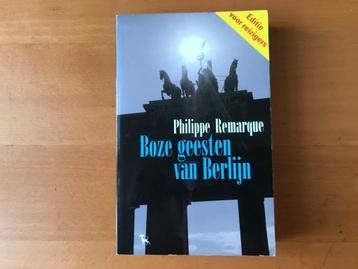 Editie
voor reizigers
Philippe Remarque
Boze geesten
van Berlijn